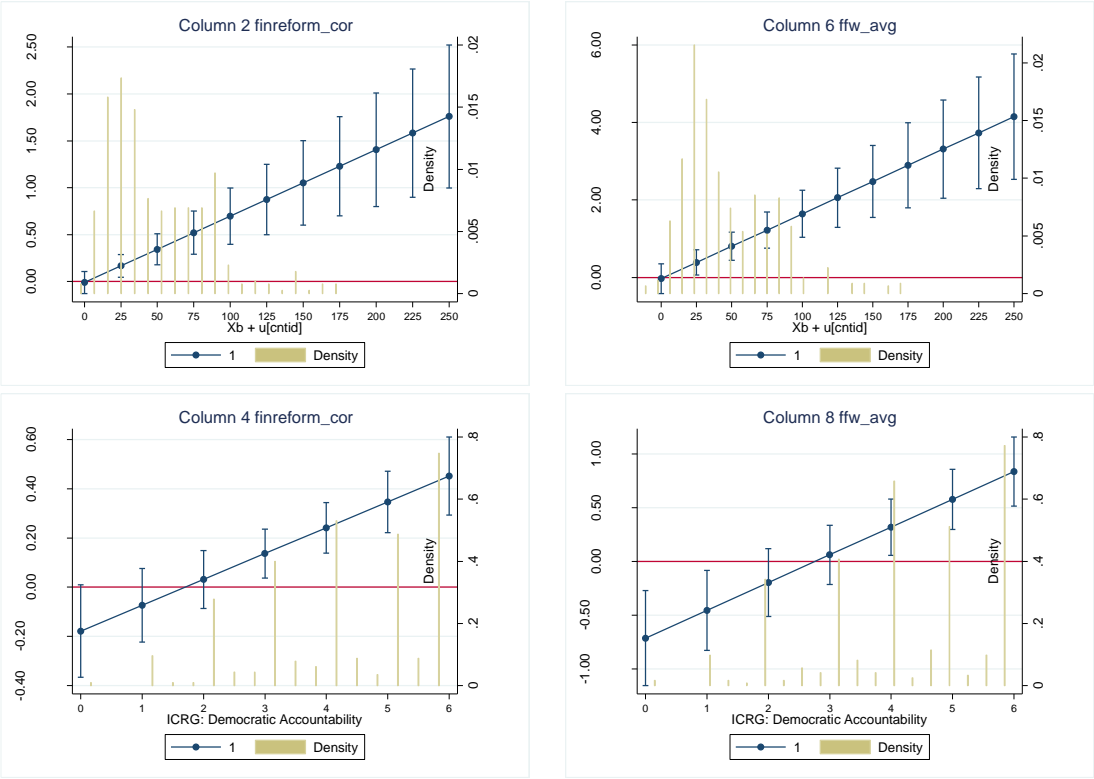 Column 2 finreform_cor
2.50
2.00
1.50
1.00
0.50
0.00
.02
.015
.01
.005
0
Density
0 25 50 75 100 125 150 175 200 225 250
Xb + u[cntid]
1 Density
Column 6 ffw_avg
6.00
4.00
2.00
0.00
.02
.015
.01
.005
0
Density
0 25 50 75 100 125 150 175 200 225 250
Xb + u[cntid]
1 Density
Column 4 finreform_cor
0.60
0.40
0.20
0.00
-0.20
-0.40
.8
.6
.4
.2
0
Density
0 1 2 3 4 5 6
ICRG: Democratic Accountability
1 Density
Column 8 ffw_avg
1.00
0.50
0.00
-0.50
-1.00
.8
.6
.4
.2
0
Density
0 1 2 3 4 5 6
ICRG: Democratic Accountability
1 Density